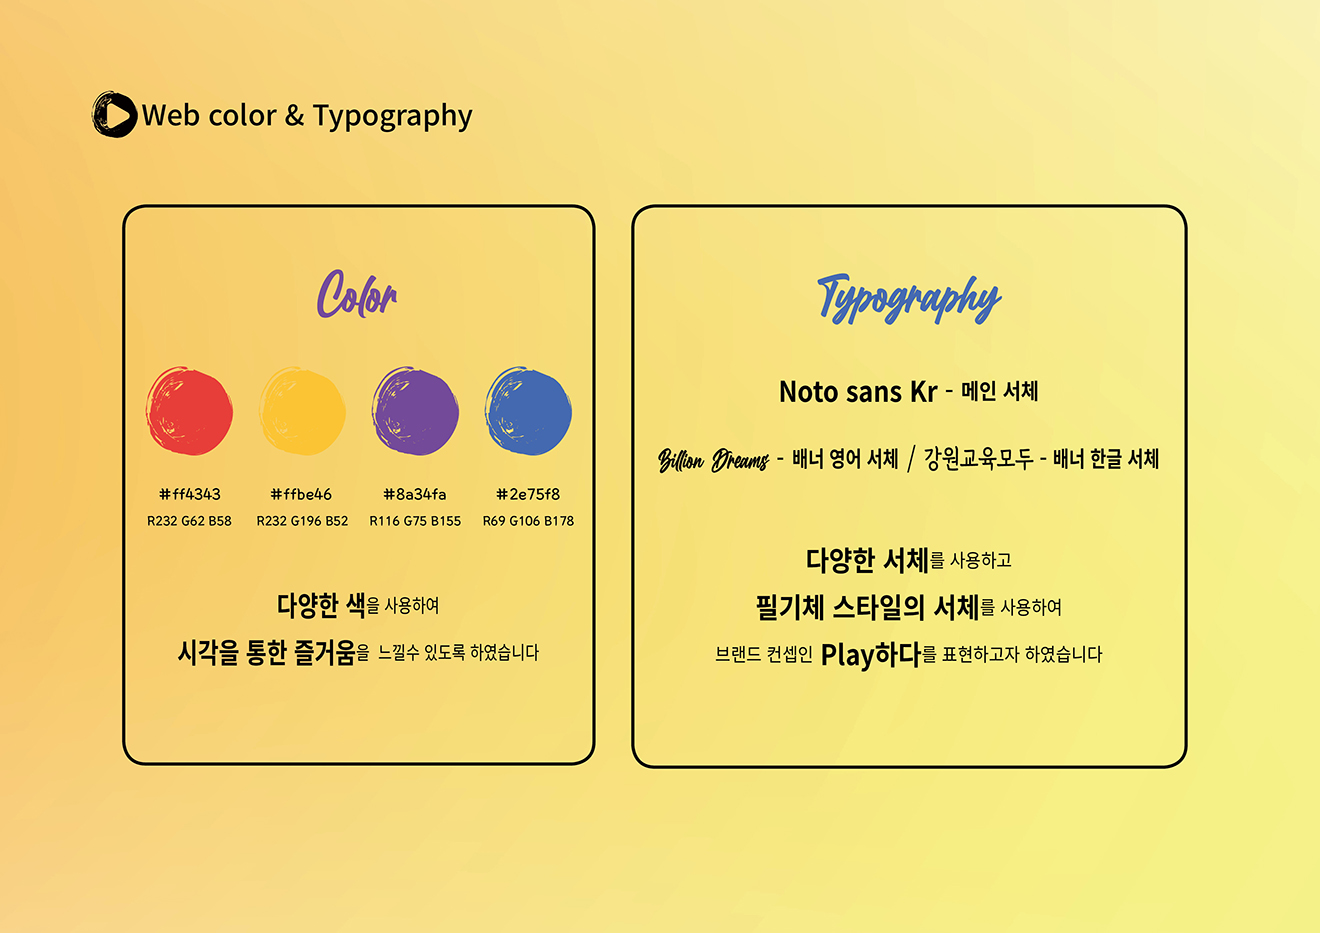 Web color & Typography
Color
#ff4343 #ffbe46 #8a34fa #2e75f8
R232 G62 B58 R232 G196 B52 R116 G75 B155 R69 G106 B178
다양한 색을 사용하여
시각을 통한 즐거움을 느낄수 있도록 하였습니다
Typography
Noto sans Kr - 메인 서체
Billion Dreams - 배너 영어 서체 / 강원교육모두 - 배너 한글 서체
다양한 서체를 사용하고
필기체 스타일의 서체를 사용하여
브랜드 컨셉인 Play하다를 표현하고자 하였습니다